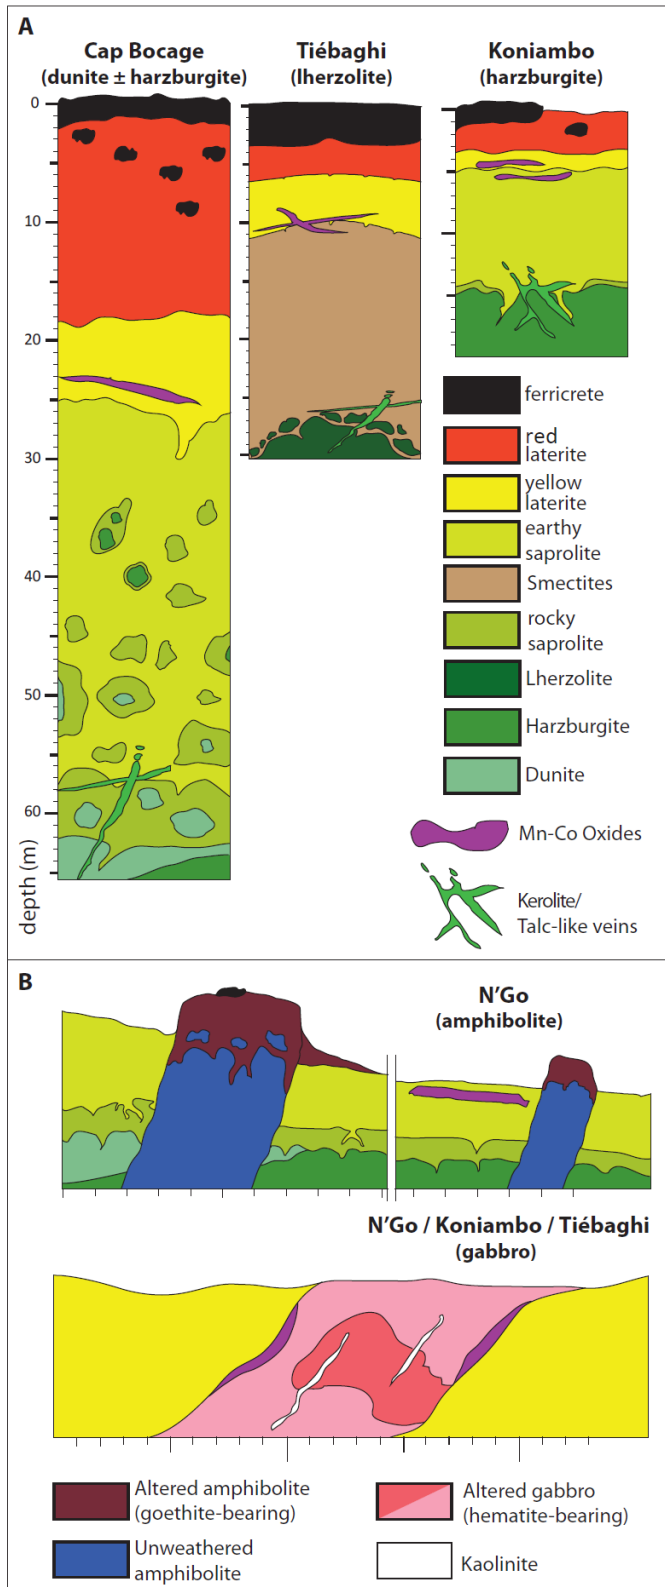 A
Cap Bocage
(dunite ± harzburgite)
Tiébaghi
(lherzolite)
Koniambo
(harzburgite)
0
10
20
30
40
50
60
depth (m)
ferricrete
red
laterite
yellow
laterite
earthy
saprolite
Smectites
rocky
saprolite
Lherzolite
Harzburgite
Dunite
Mn-Co Oxides
Kerolite/
Talc-like veins
B
N'Go
(amphibolite)
N'Go / Koniambo / Tiébaghi
(gabbro)
Altered amphibolite
(goethite-bearing)
Altered gabbro
(hematite-bearing)
Unweathered
amphibolite
Kaolinite